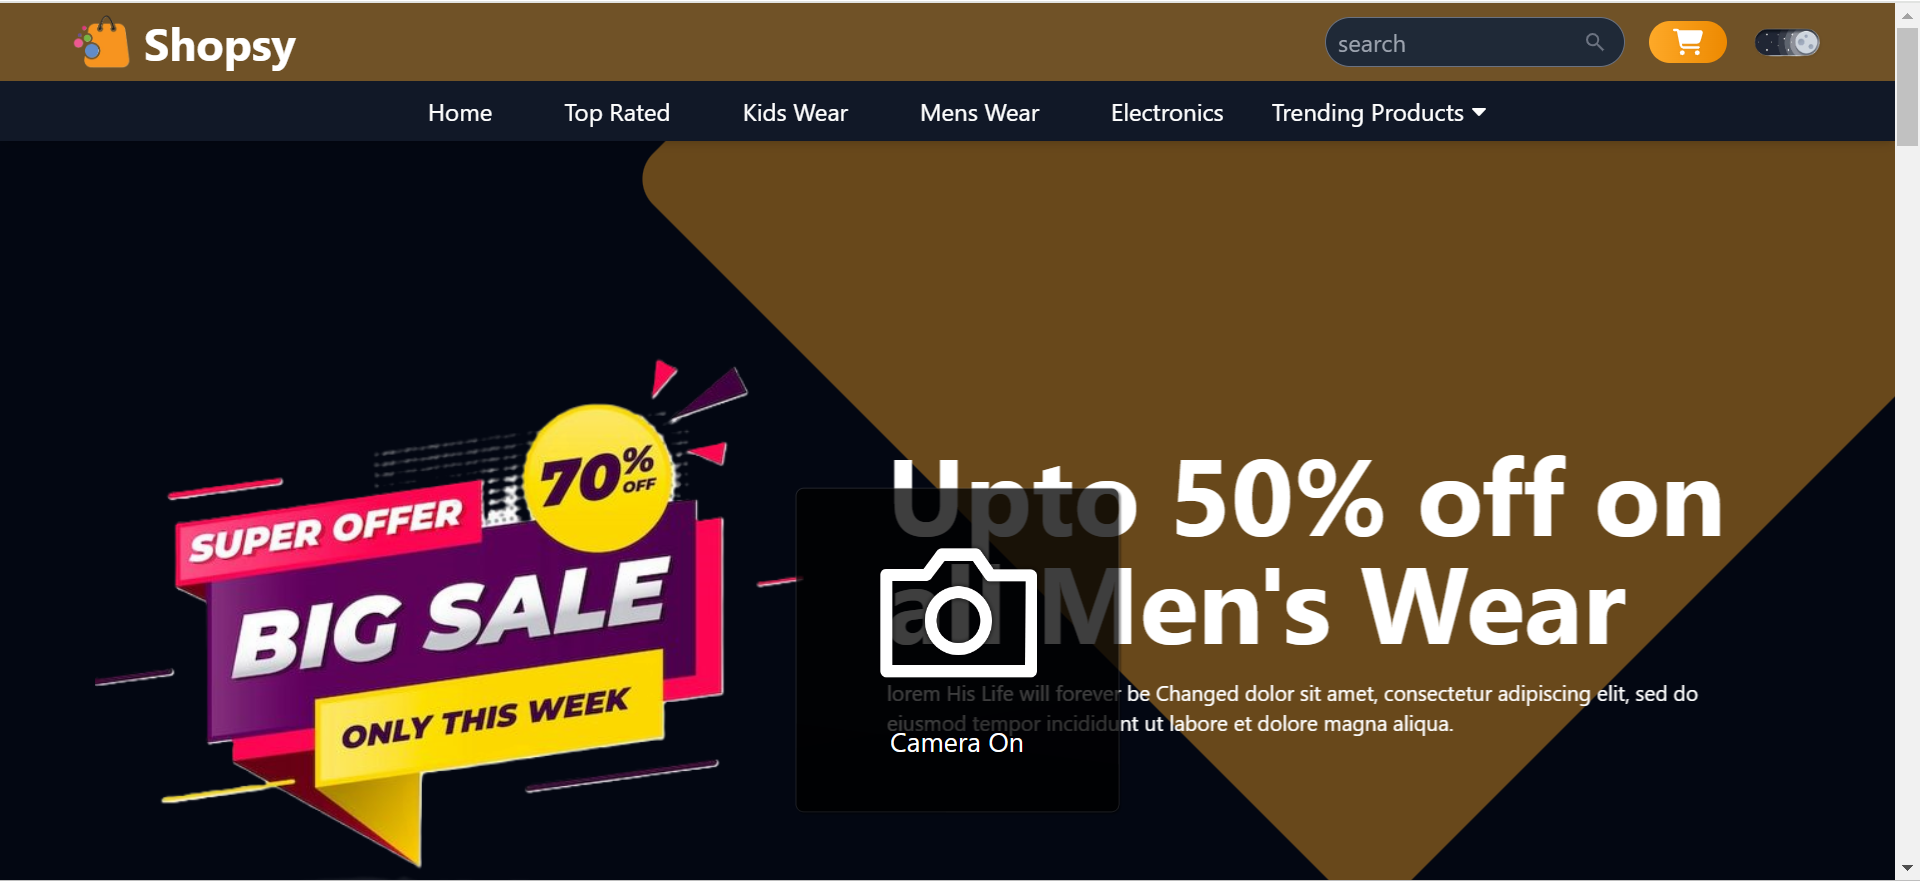 Shopsy
search
Home
Top Rated
Kids Wear
Mens Wear
Electronics
Trending Products
70%
OFF
SUPER OFFER
BIG SALE
ONLY THIS WEEK
Upto 50% off on
all Men's Wear
lorem His Life will forever be Changed dolor sit amet, consectetur adipiscing elit, sed do
eiusmod tempor incididunt ut labore et dolore magna aliqua.
Camera On